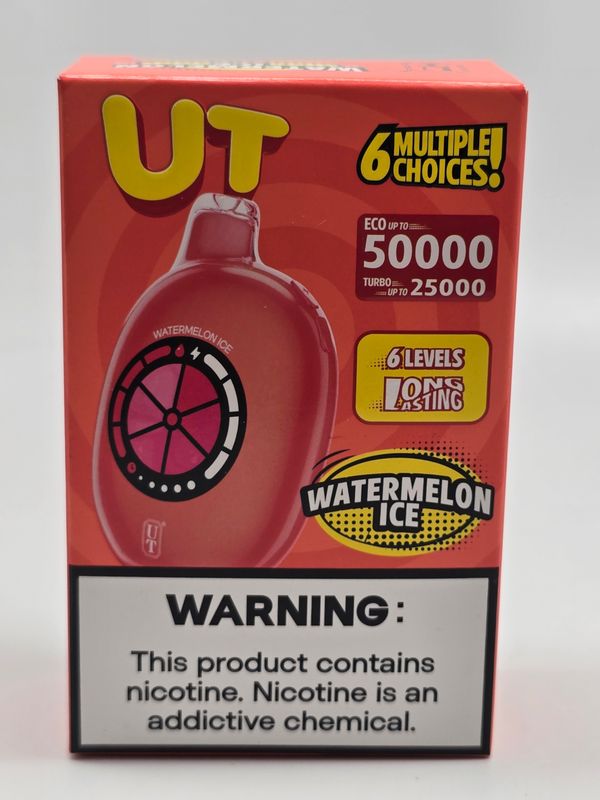 UT
6 MULTIPLE
CHOICES!
ECO UP TO
50000
TURBO
UP TO 25000
6 LEVELS
LONG
LASTING
WATERMELON ICE
WATERMELON
ICE
UT
WARNING:
This product contains
nicotine. Nicotine is an
addictive chemical.